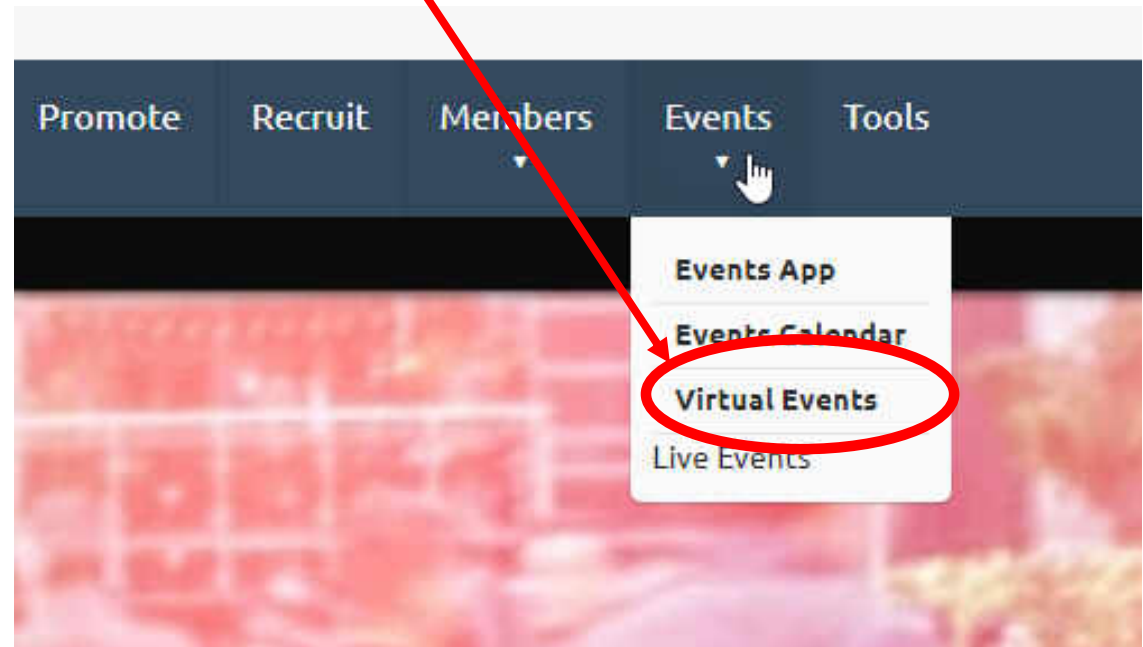 Promote Recruit Members Events Tools
Events App
Events Calendar
Virtual Events
Live Events